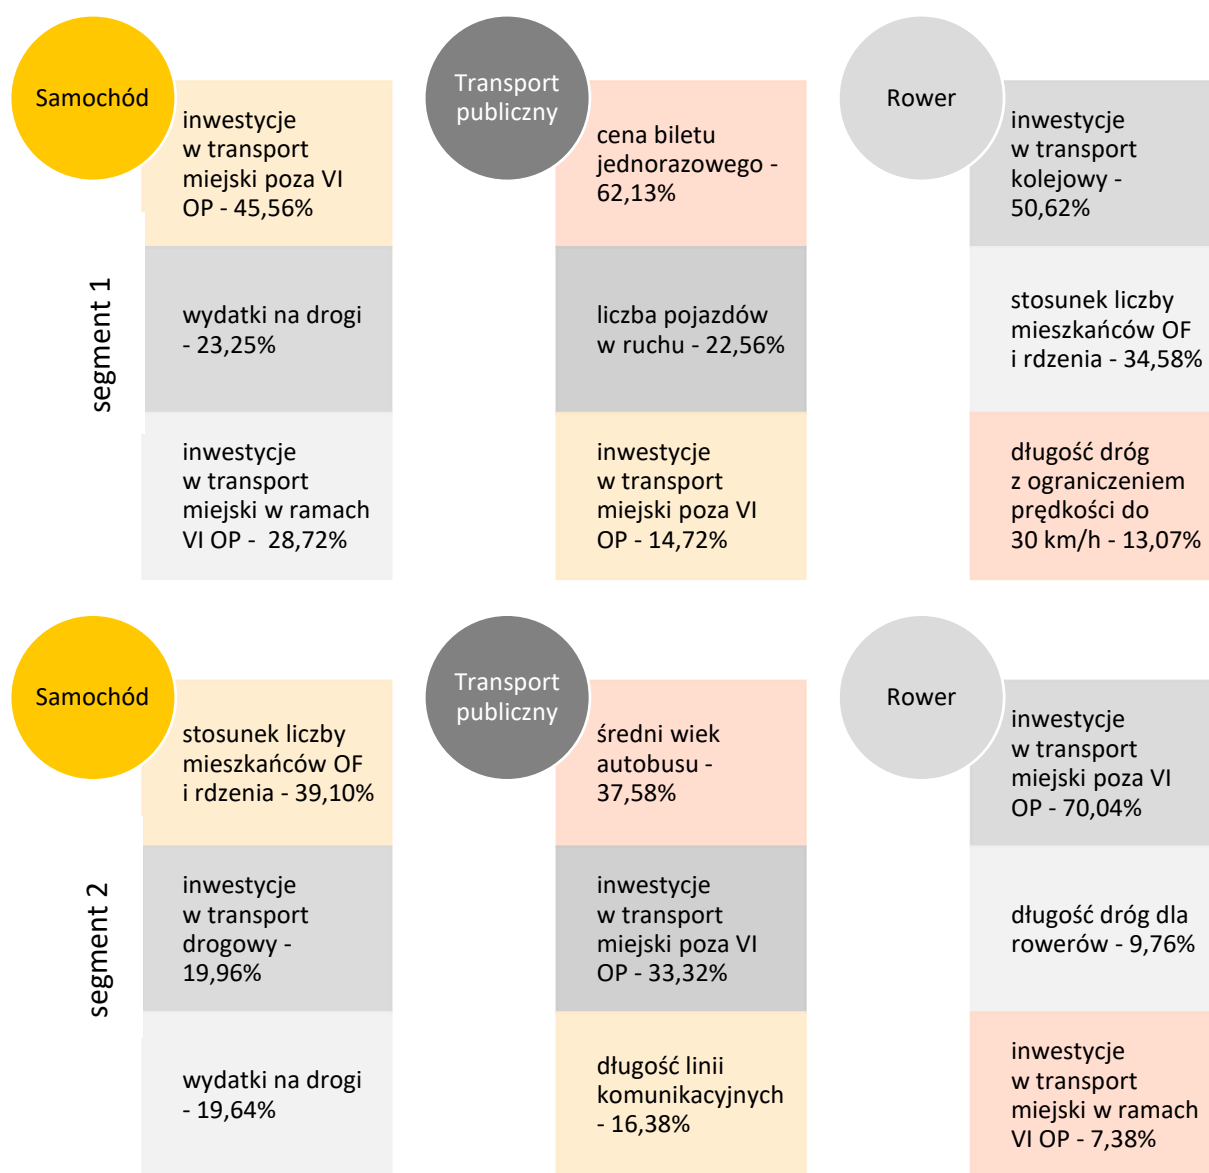 Samochód
inwestycje
w transport
miejski poza VI
OP - 45,56%
wydatki na drogi
- 23,25%
inwestycje
w transport
miejski w ramach
VI OP -  28,72%
Transport
publiczny
cena biletu
jednorazowego -
62,13%
liczba pojazdów
w ruchu - 22,56%
inwestycje
w transport
miejski poza VI
OP - 14,72%
Rower
inwestycje
w transport
kolejowy -
50,62%
stosunek liczby
mieszkańców OF
i rdzenia - 34,58%
długość dróg
z ograniczeniem
prędkości do
30 km/h - 13,07%
segment 1
Samochód
stosunek liczby
mieszkańców OF
i rdzenia - 39,10%
inwestycje
w transport
drogowy -
19,96%
wydatki na drogi
- 19,64%
Transport
publiczny
średni wiek
autobusu -
37,58%
inwestycje
w transport
miejski poza VI
OP - 33,32%
długość linii
komunikacyjnych
- 16,38%
Rower
inwestycje
w transport
miejski poza VI
OP - 70,04%
długość dróg dla
rowerów - 9,76%
inwestycje
w transport
miejski w ramach
VI OP - 7,38%
segment 2